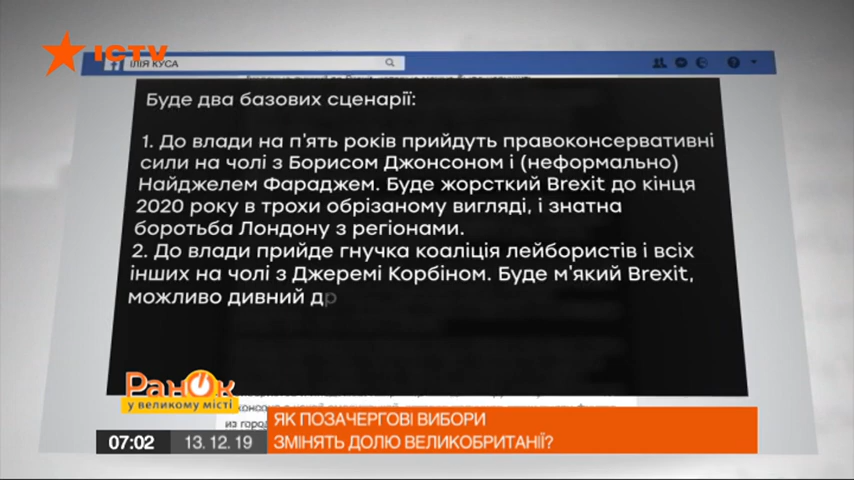 ICTV
ІЛІЯ КУСА
Буде два базових сценарії:
1. До влади на п'ять років прийдуть правоконсервативні
сили на чолі з Борисом Джонсоном і (неформально)
Найджелем Фараджем. Буде жорсткий Brexit до кінця
2020 року в трохи обрізаному вигляді, і знатна
боротьба Лондону з регіонами.
2. До влади прийде гнучка коаліція лейбористів і всіх
інших на чолі з Джеремі Корбіном. Буде м'який Brexit,
можливо дивний др
Ранок
у великому місті
из город
ЯК ПОЗАЧЕРГОВІ ВИБОРИ
ЗМІНЯТЬ ДОЛЮ ВЕЛИКОБРИТАНІЇ?
07:02
13.12.19